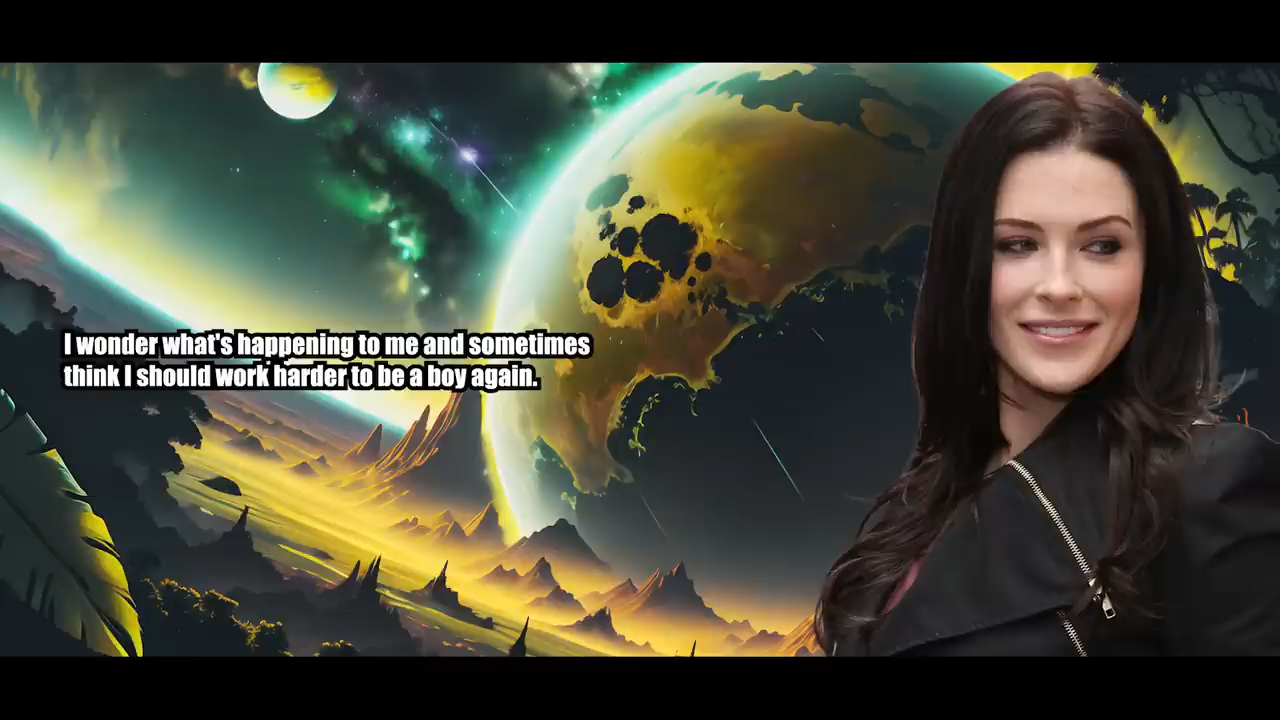 I wonder what's happening to me and sometimes
think I should work harder to be a boy again.